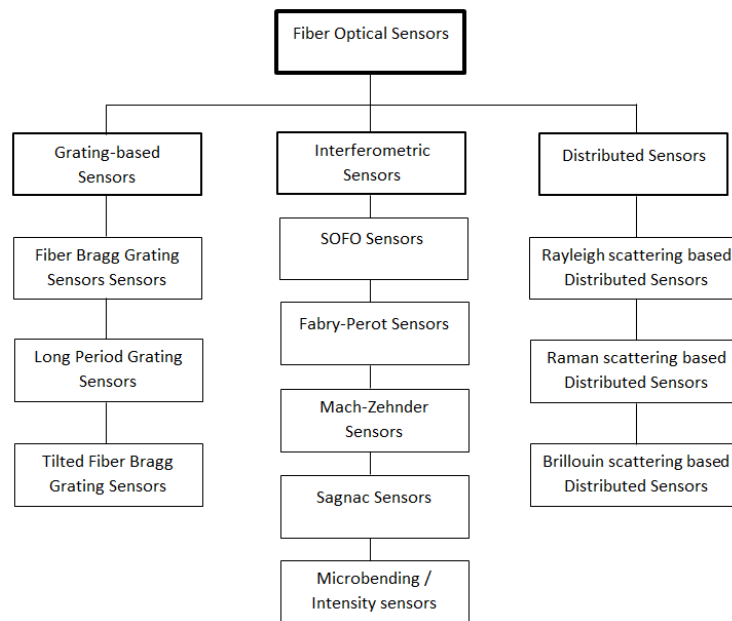 Fiber Optical Sensors
Grating-based
Sensors
Interferometric
Sensors
Distributed Sensors
Fiber Bragg Grating
Sensors Sensors
SOFO Sensors
Rayleigh scattering based
Distributed Sensors
Fabry-Perot Sensors
Long Period Grating
Sensors
Raman scattering based
Distributed Sensors
Mach-Zehnder
Sensors
Tilted Fiber Bragg
Grating Sensors
Brillouin scattering based
Distributed Sensors
Sagnac Sensors
Microbending /
Intensity sensors